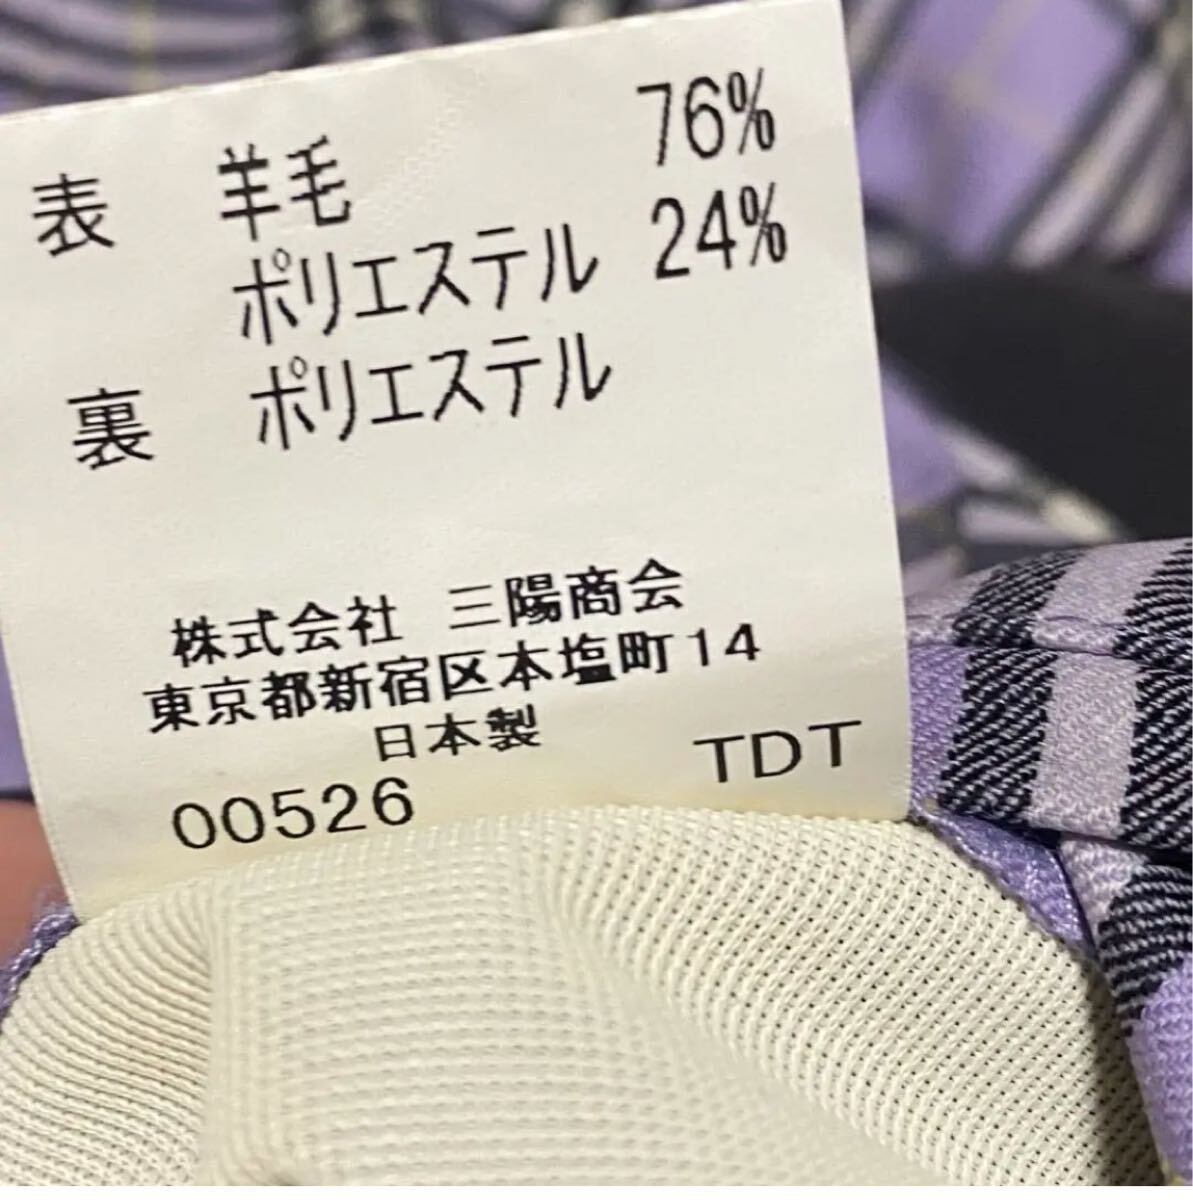 表 羊毛 76%
ポリエステル 24%
裏 ポリエステル
株式会社 三陽商会
東京都新宿区本塩町14
日本製
00526 TDT